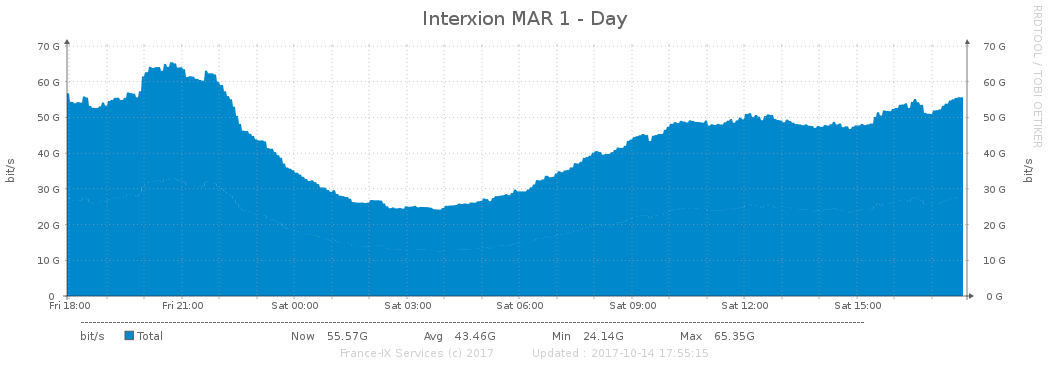 Interxion MAR 1 - Day
RRDTOOL / TOBI OETIKER
70 G 70 G
60 G 60 G
50 G 50 G
40 G 40 G
30 G 30 G
20 G 20 G
10 G 10 G
0 0 G
bit/s bit/s
Fri 18:00 Fri 21:00 Sat 00:00 Sat 03:00 Sat 06:00 Sat 09:00 Sat 12:00 Sat 15:00
bit/s Total Now 55.57G Avg 43.46G Min 24.14G Max 65.35G
France-IX Services (c) 2017 Updated : 2017-10-14 17:55:15